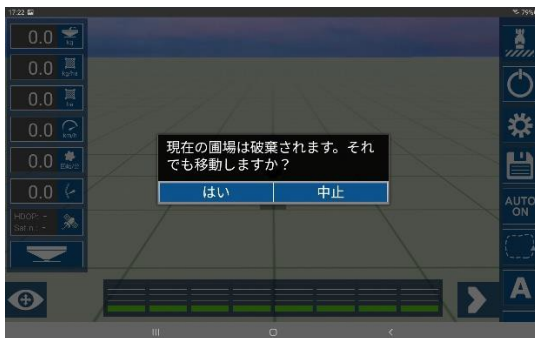 17:22
79%
0.0 kg
0.0 kg/ha
0.0 ha
0.0 km/h
0.0
0.0
HDOP: -
Sat n.: -
現在の圃場は破棄されます。それ
でも移動しますか？
はい 中止
AUTO
ON
A